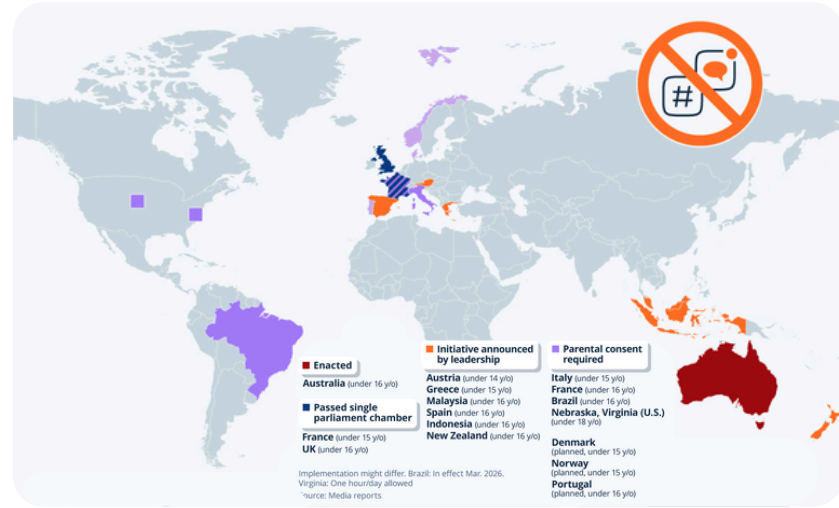 #
Enacted
Australia (under 16 y/o)
Passed single
parliament chamber
France (under 15 y/o)
UK (under 16 y/o)
Initiative announced
by leadership
Austria (under 14 y/o)
Greece (under 15 y/o)
Malaysia (under 16 y/o)
Spain (under 16 y/o)
Indonesia (under 16 y/o)
New Zealand (under 16 y/o)
Parental consent
required
Italy (under 15 y/o)
France (under 16 y/o)
Brazil (under 16 y/o)
Nebraska, Virginia (U.S.)
(under 18 y/o)
Denmark
(planned, under 15 y/o)
Norway
(planned, under 15 y/o)
Portugal
(planned, under 16 y/o)
Implementation might differ. Brazil: In effect Mar. 2026.
Virginia: One hour/day allowed
Source: Media reports